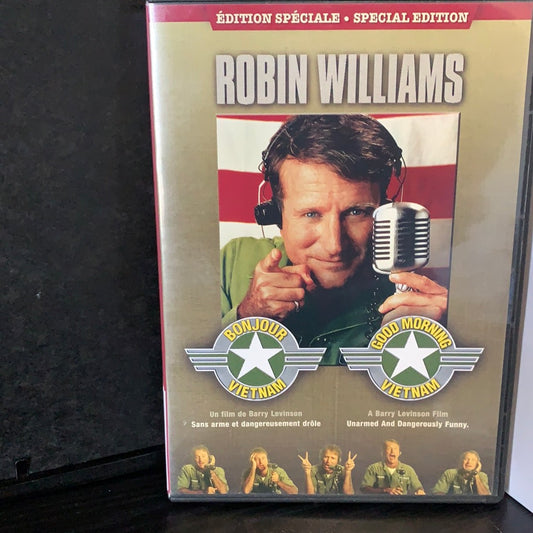 ÉDITION SPÉCIALE • SPECIAL EDITION
ROBIN WILLIAMS
BONJOUR
VIETNAM
GOOD MORNING
VIETNAM
Un film de Barry Levinson
Sans arme et dangereusement drôle
A Barry Levinson Film
Unarmed And Dangerously Funny.